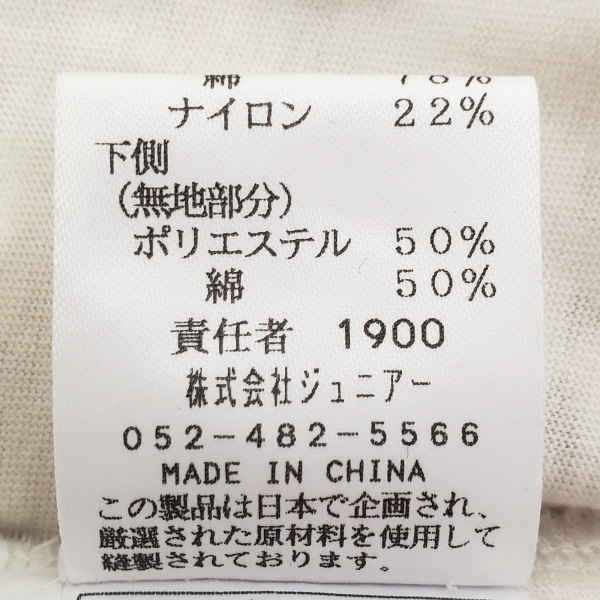 綿 78%
ナイロン 22%
下側
(無地部分)
ポリエステル 50%
綿 50%
責任者 1900
株式会社ジュニアー
052-482-5566
MADE IN CHINA
この製品は日本で企画され、
厳選された原材料を使用して
縫製されております。